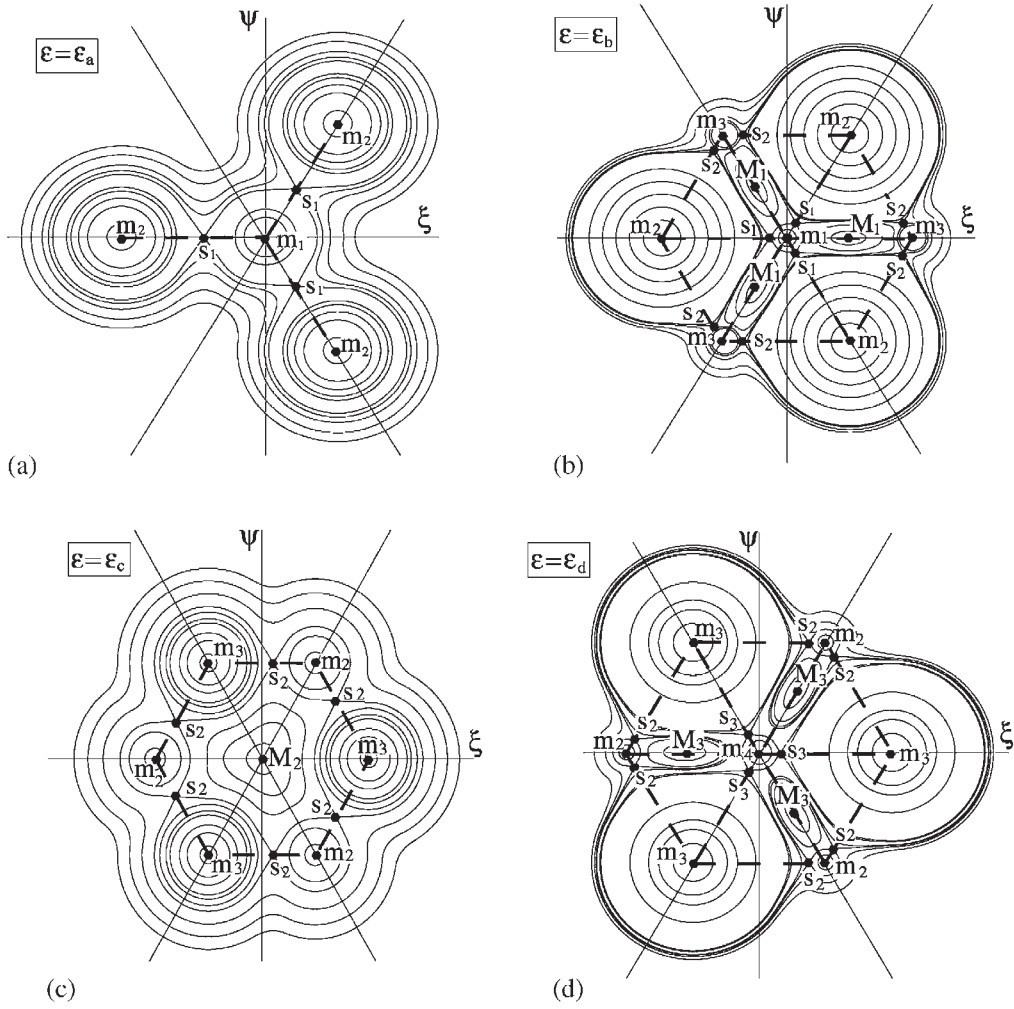 ψ
ε=εa
m2
s1
ξ
m2
s1
m1
s1
m2
(a)
ψ
ε=εb
m3
s2
m2
s2
M1
s1
M1
s2
ξ
m2
s1
m1
m3
M1
s1
s2
s2
m3
s2
m2
(b)
ψ
ε=εc
m3
s2
m2
s2
s2
ξ
m2
M2
m3
s2
s2
m3
s2
m2
(c)
ψ
ε=εd
m3
s2
m2
s2
M3
s2
s3
ξ
m2
M3
m4
s3
m3
s2
s3
M3
s2
m3
s2
m2
(d)